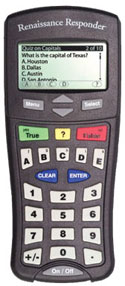 Renaissance Responder
Quiz on Capitals 2 of 10
What is the capital of Texas?
A. Houston
B. Dallas
C. Austin
D. San Antonio
A B C D ?
Menu Select
True ? False
A B C D E
CLEAR ENTER
1 2 3
4 5 6
7 8 9
+/- 0 .
On / Off